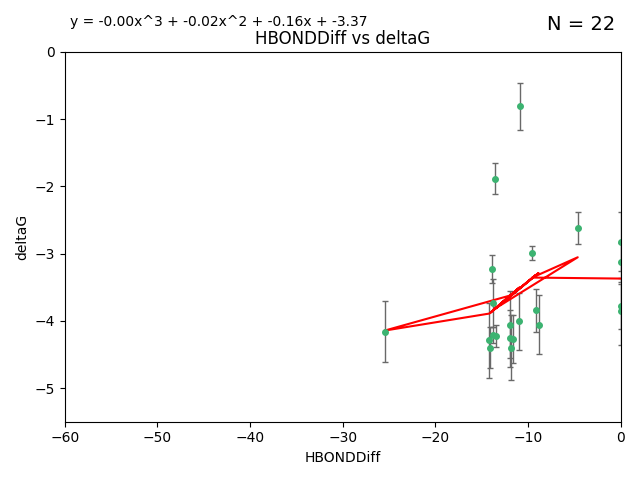 y = -0.00x^3 + -0.02x^2 + -0.16x + -3.37
N = 22
HBONDDiff vs deltaG
0
−1
−2
−3
−4
−5
deltaG
−60
−50
−40
−30
−20
−10
0
HBONDDiff